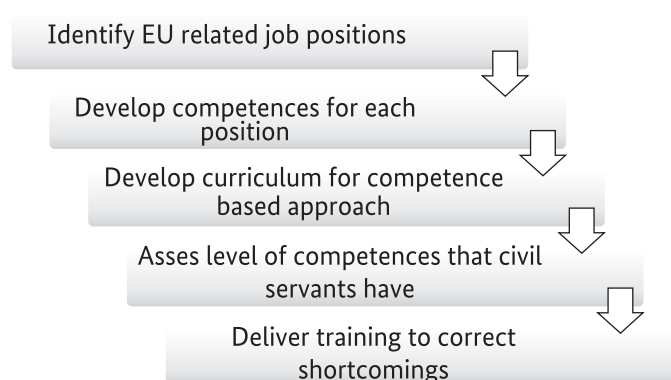 Identify EU related job positions
Develop competences for each
position
Develop curriculum for competence
based approach
Asses level of competences that civil
servants have
Deliver training to correct
shortcomings